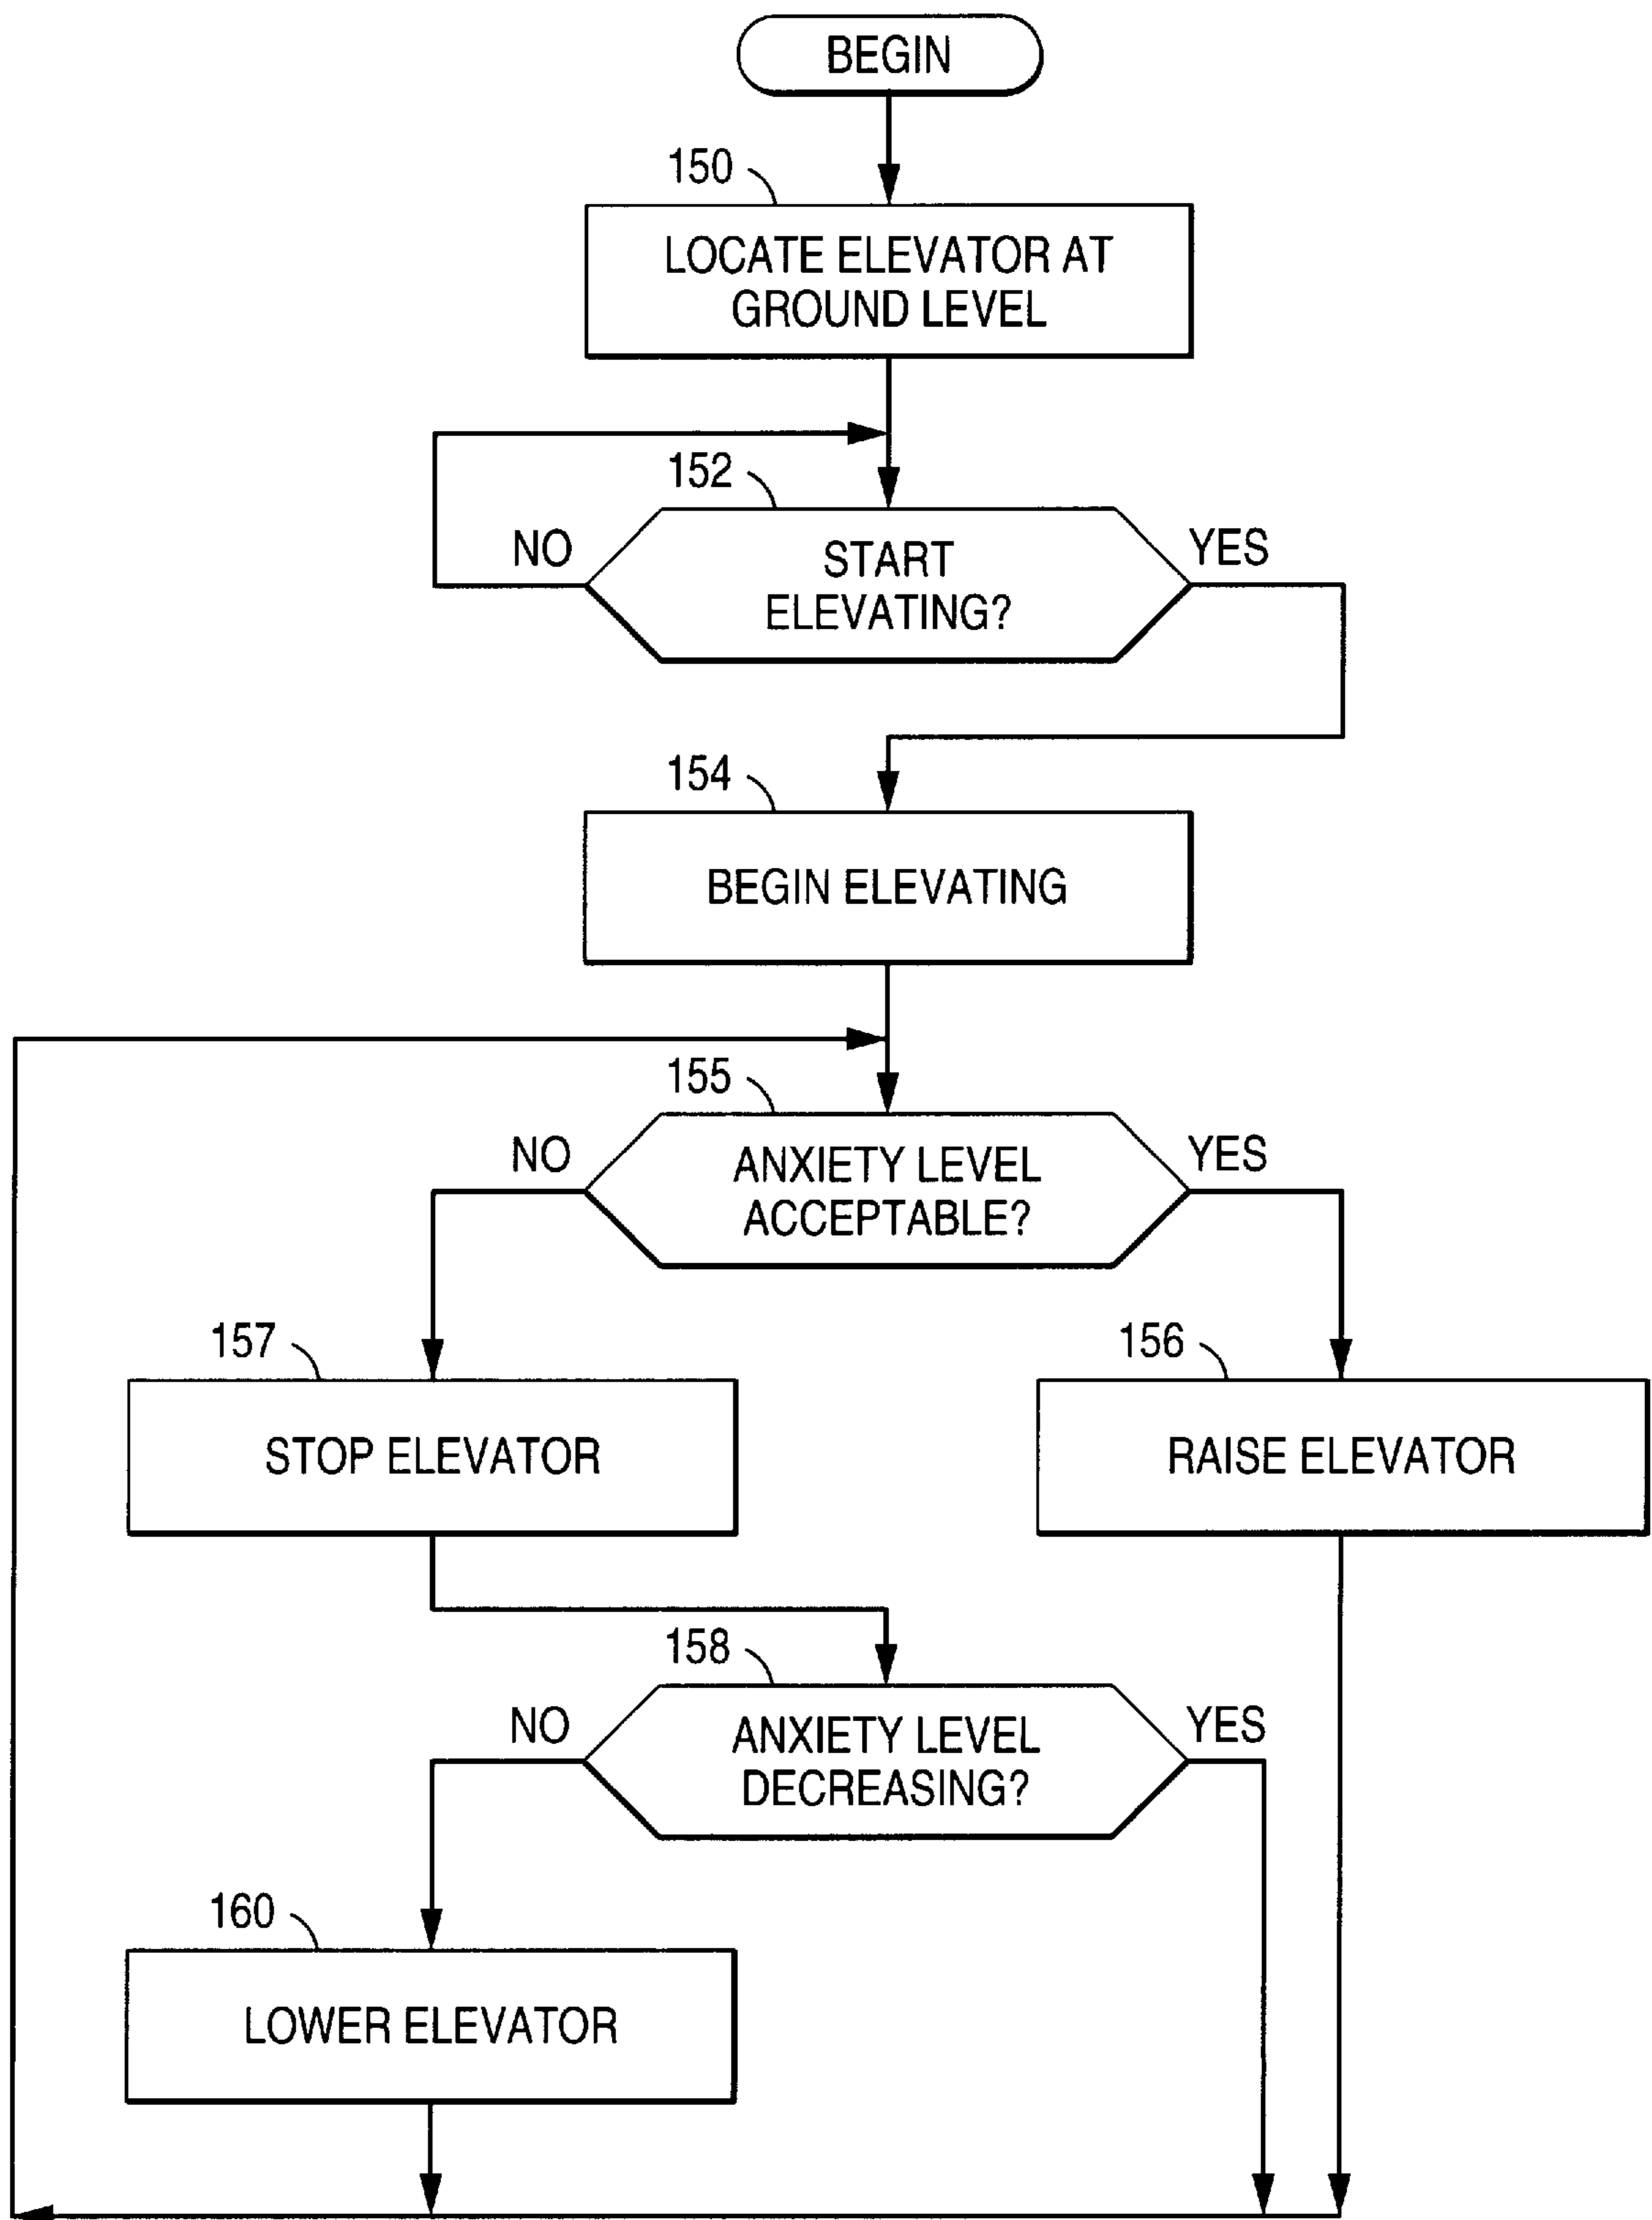 BEGIN
150
LOCATE ELEVATOR AT
GROUND LEVEL
152
NO
START
ELEVATING?
YES
154
BEGIN ELEVATING
155
NO
ANXIETY LEVEL
ACCEPTABLE?
YES
157
STOP ELEVATOR
156
RAISE ELEVATOR
158
NO
ANXIETY LEVEL
DECREASING?
YES
160
LOWER ELEVATOR